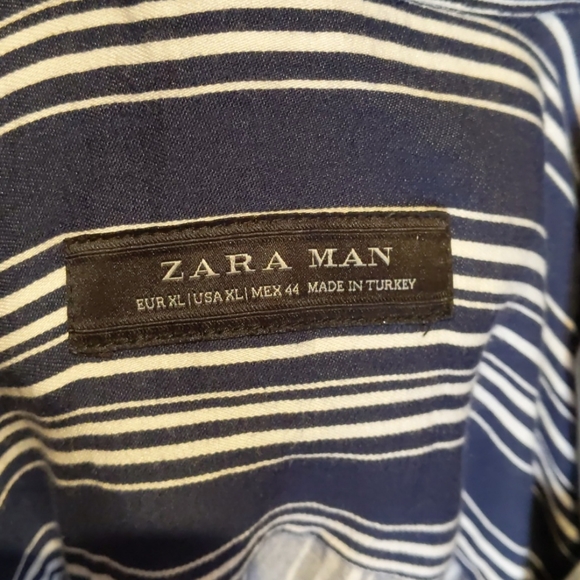 ZARA MAN
EUR XL | USA XL | MEX 44 MADE IN TURKEY